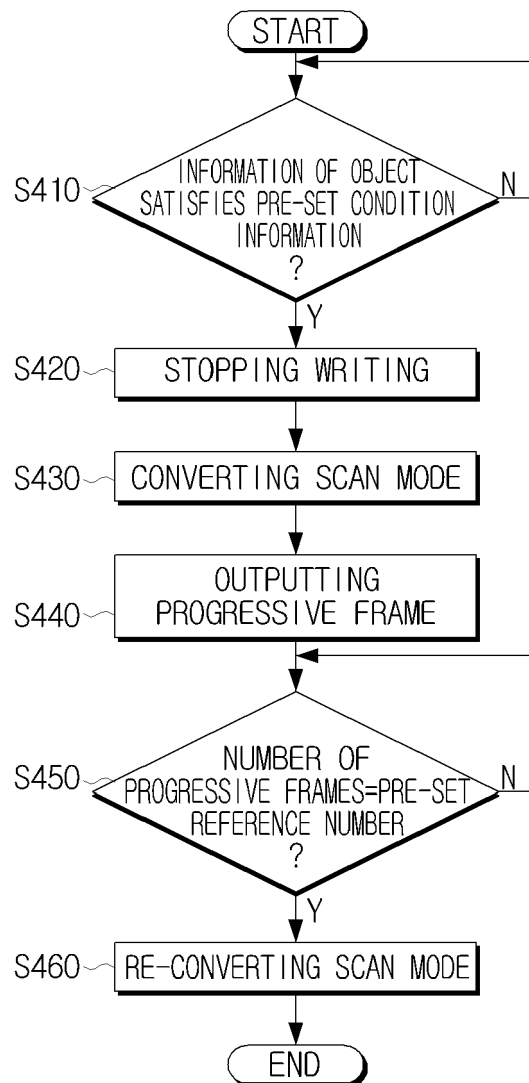 START
S410
INFORMATION OF OBJECT
SATISFIES PRE-SET CONDITION
INFORMATION
?
N
Y
S420
STOPPING WRITING
S430
CONVERTING SCAN MODE
S440
OUTPUTTING
PROGRESSIVE FRAME
S450
NUMBER OF
PROGRESSIVE FRAMES=PRE-SET
REFERENCE NUMBER
?
N
Y
S460
RE-CONVERTING SCAN MODE
END